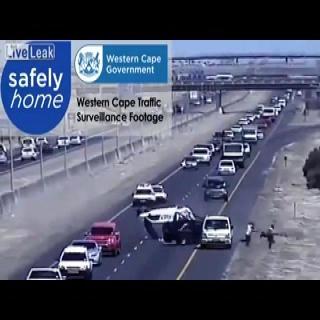 LiveLeak
safely
home
Western Cape
Government
Western Cape Traffic
Surveillance Footage